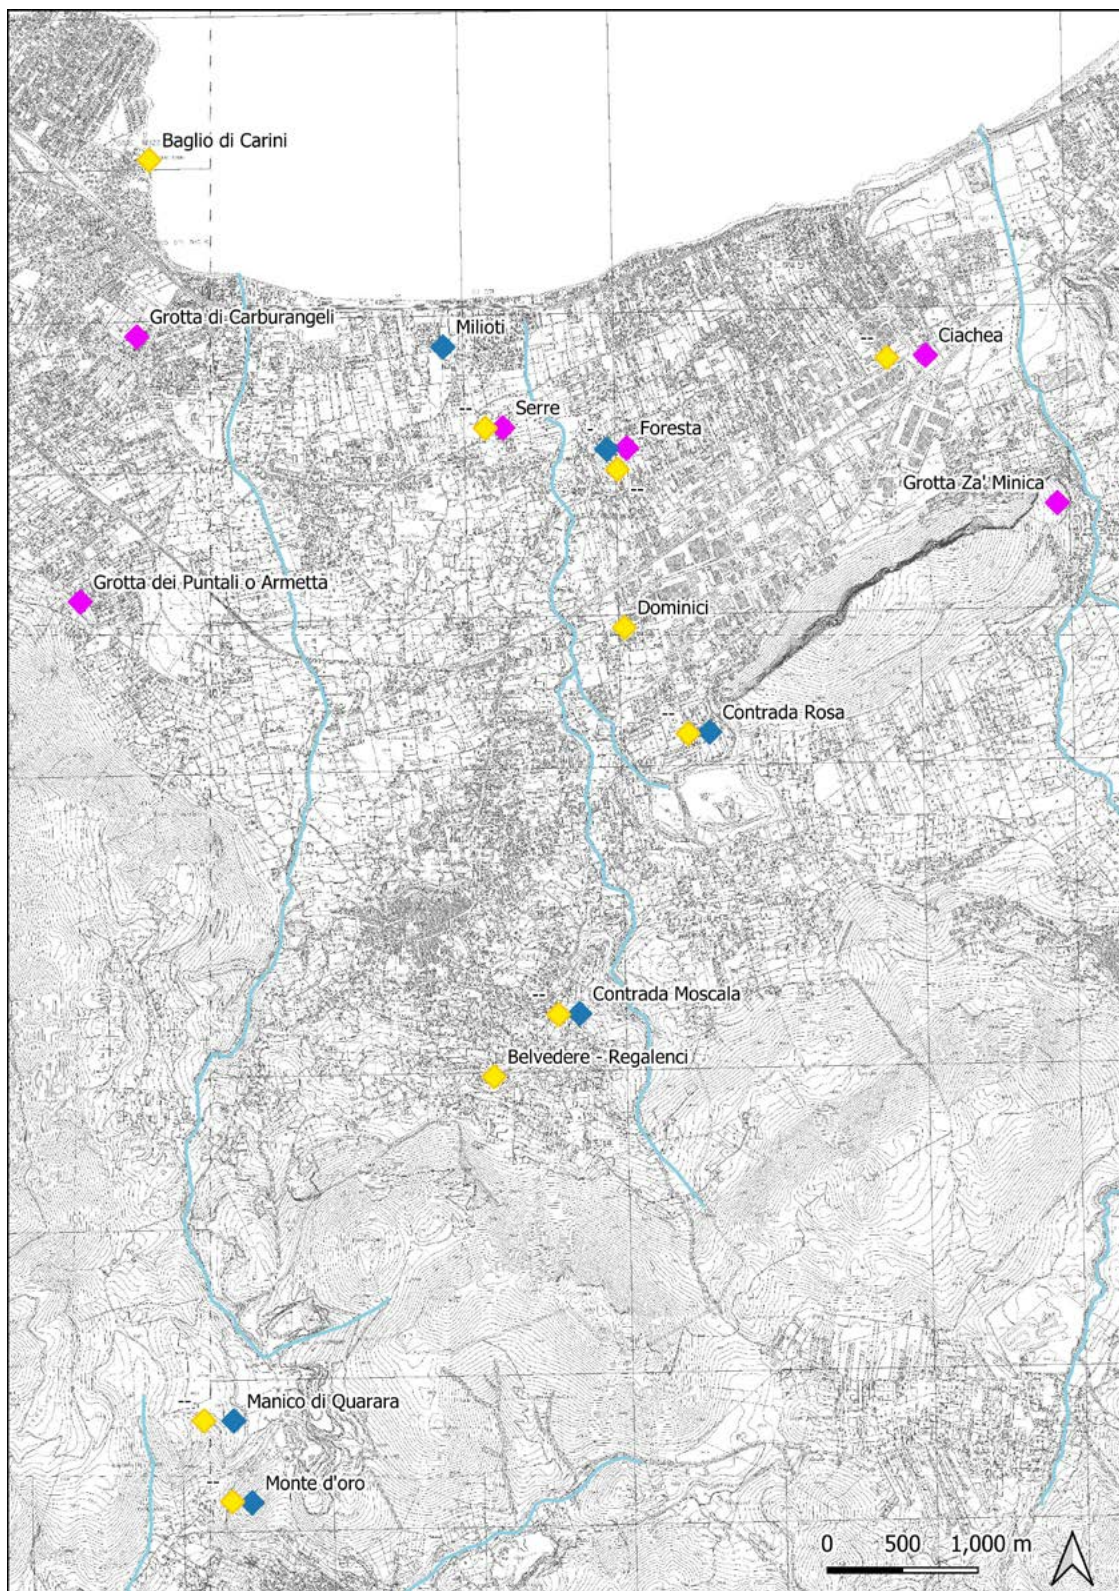 Baglio di Carini
Grotta di Carburangeli
Milioti
--
Ciachea
--
Serre
-
Foresta
--
Grotta Za' Minica
Grotta dei Puntali o Armetta
Dominici
--
Contrada Rosa
--
Contrada Moscala
Belvedere - Regalenci
--
Manico di Quarara
--
Monte d'oro
0 500 1,000 m